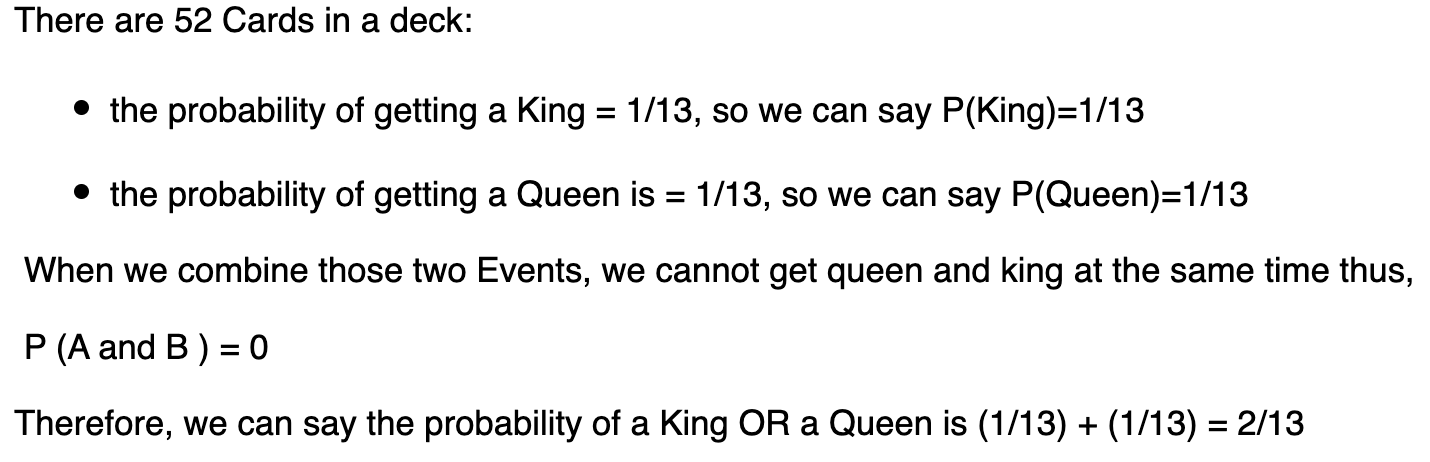 There are 52 Cards in a deck:
• the probability of getting a King = 1/13, so we can say P(King)=1/13
• the probability of getting a Queen is = 1/13, so we can say P(Queen)=1/13
When we combine those two Events, we cannot get queen and king at the same time thus,
P (A and B ) = 0
Therefore, we can say the probability of a King OR a Queen is (1/13) + (1/13) = 2/13